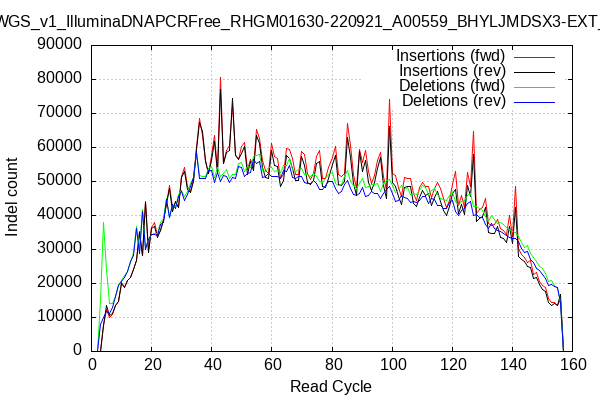 WGS_v1_IlluminaDNAPCRFree_RHGM01630-220921_A00559_BHYLJMDSX3-EXT_
90000
80000
70000
60000
50000
40000
30000
20000
10000
0
Indel count
Insertions (fwd)
Insertions (rev)
Deletions (fwd)
Deletions (rev)
0 20 40 60 80 100 120 140 160
Read Cycle